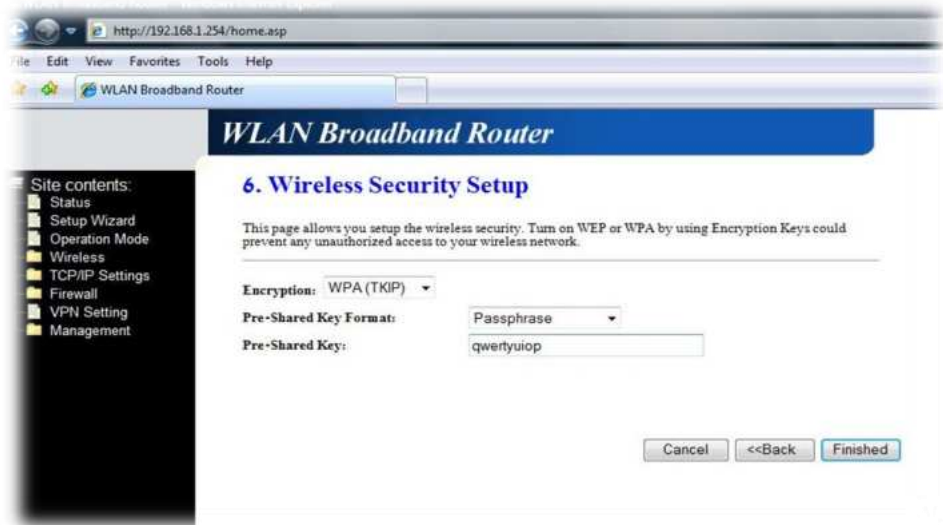 http://192.168.1.254/home.asp
File Edit View Favorites Tools Help
WLAN Broadband Router
WLAN Broadband Router
Site contents:
Status
Setup Wizard
Operation Mode
Wireless
TCP/IP Settings
Firewall
VPN Setting
Management
6. Wireless Security Setup
This page allows you setup the wireless security. Turn on WEP or WPA by using Encryption Keys could
prevent any unauthorized access to your wireless network.
Encryption: WPA (TKIP)
Pre-Shared Key Format: Passphrase
Pre-Shared Key: qwertyuiop
Cancel <<Back Finished